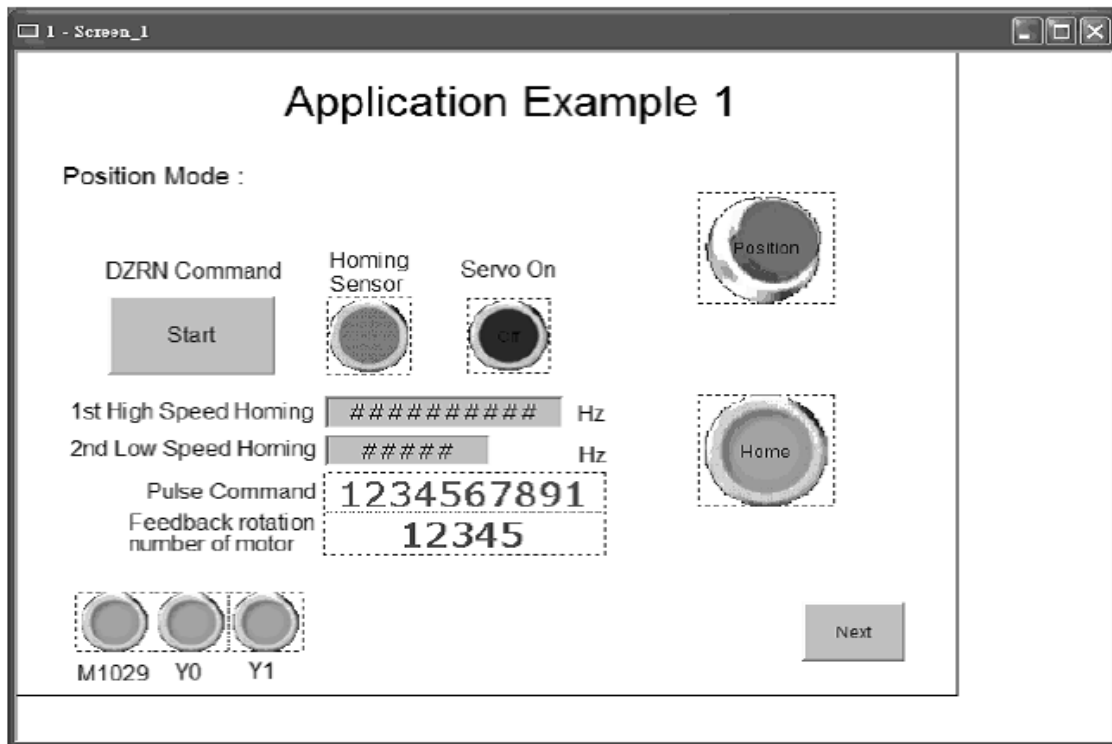 1 - Screen_1
Application Example 1
Position Mode :
Position
DZRN Command
Homing
Sensor
Servo On
Start
Off
1st High Speed Homing ########## Hz
2nd Low Speed Homing ##### Hz
Home
Pulse Command 1234567891
Feedback rotation
number of motor 12345
Next
M1029 Y0 Y1